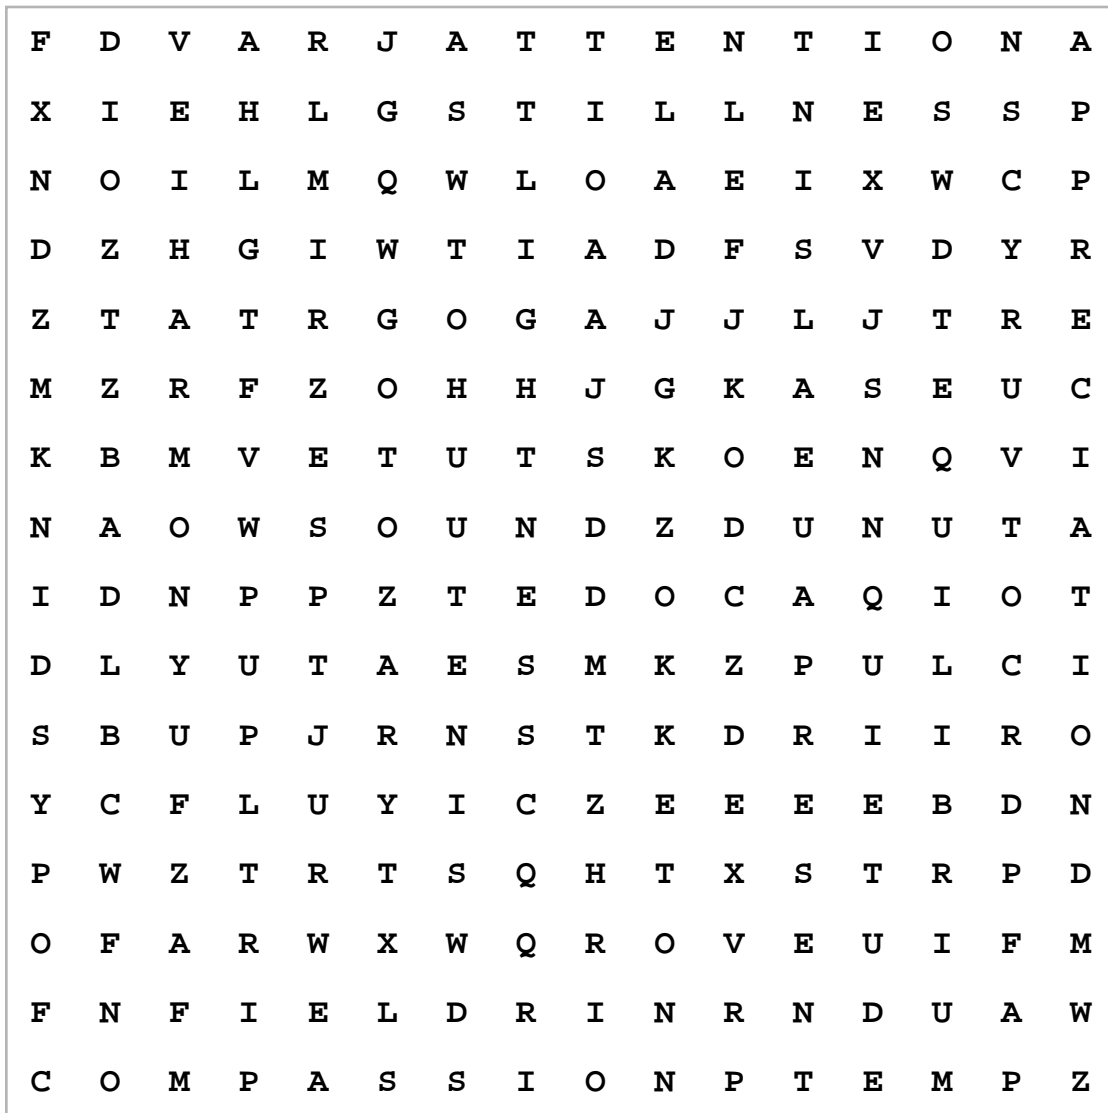 F D V A R J A T T E N T I O N A
X I E H L G S T I L L N E S S P
N O I L M Q W L O A E I X W C P
D Z H G I W T I A D F S V D Y R
Z T A T R G O G A J J L J T R E
M Z R F Z O H H J G K A S E U C
K B M V E T U T S K O E N Q V I
N A O W S O U N D Z D U N U T A
I D N P P Z T E D O C A Q I O T
D L Y U T A E S M K Z P U L C I
S B U P J R N S T K D R I I R O
Y C F L U Y I C Z E E E E B D N
P W Z T R T S Q H T X S T R P D
O F A R W X W Q R O V E U I F M
F N F I E L D R I N R N D U A W
C O M P A S S I O N P T E M P Z